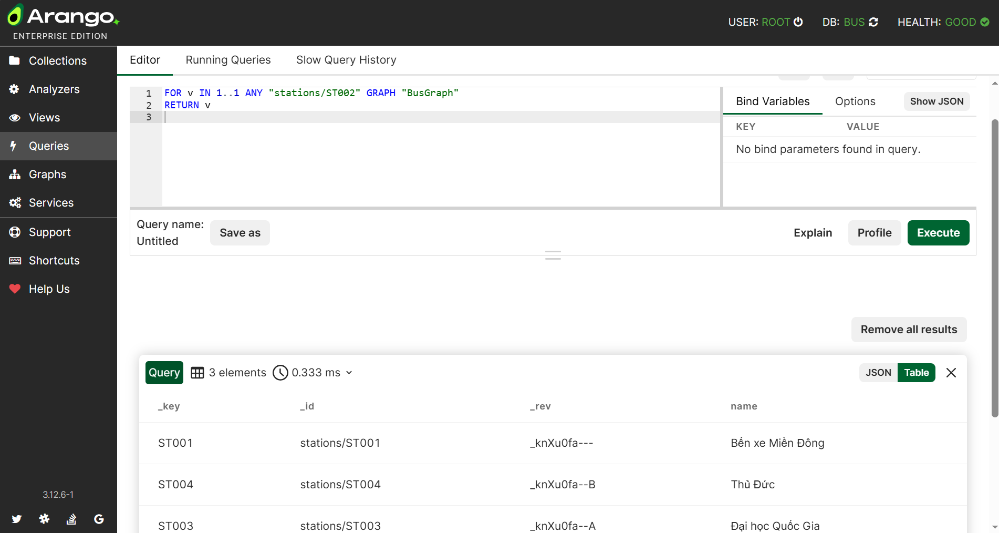 Arango
ENTERPRISE EDITION
USER: ROOT
DB: BUS
HEALTH: GOOD
Collections
Analyzers
Views
Queries
Graphs
Services
Support
Shortcuts
Help Us
3.12.6-1
Editor
Running Queries
Slow Query History
1 FOR v IN 1..1 ANY "stations/ST002" GRAPH "BusGraph"
2 RETURN v
3
Bind Variables
Options
Show JSON
KEY VALUE
No bind parameters found in query.
Query name:
Untitled
Save as
Explain
Profile
Execute
Remove all results
Query 3 elements 0.333 ms
JSON Table
_key _id _rev name
ST001 stations/ST001 _knXu0fa--- Bến xe Miền Đông
ST004 stations/ST004 _knXu0fa--B Thủ Đức
ST003 stations/ST003 _knXu0fa--A Đại học Quốc Gia